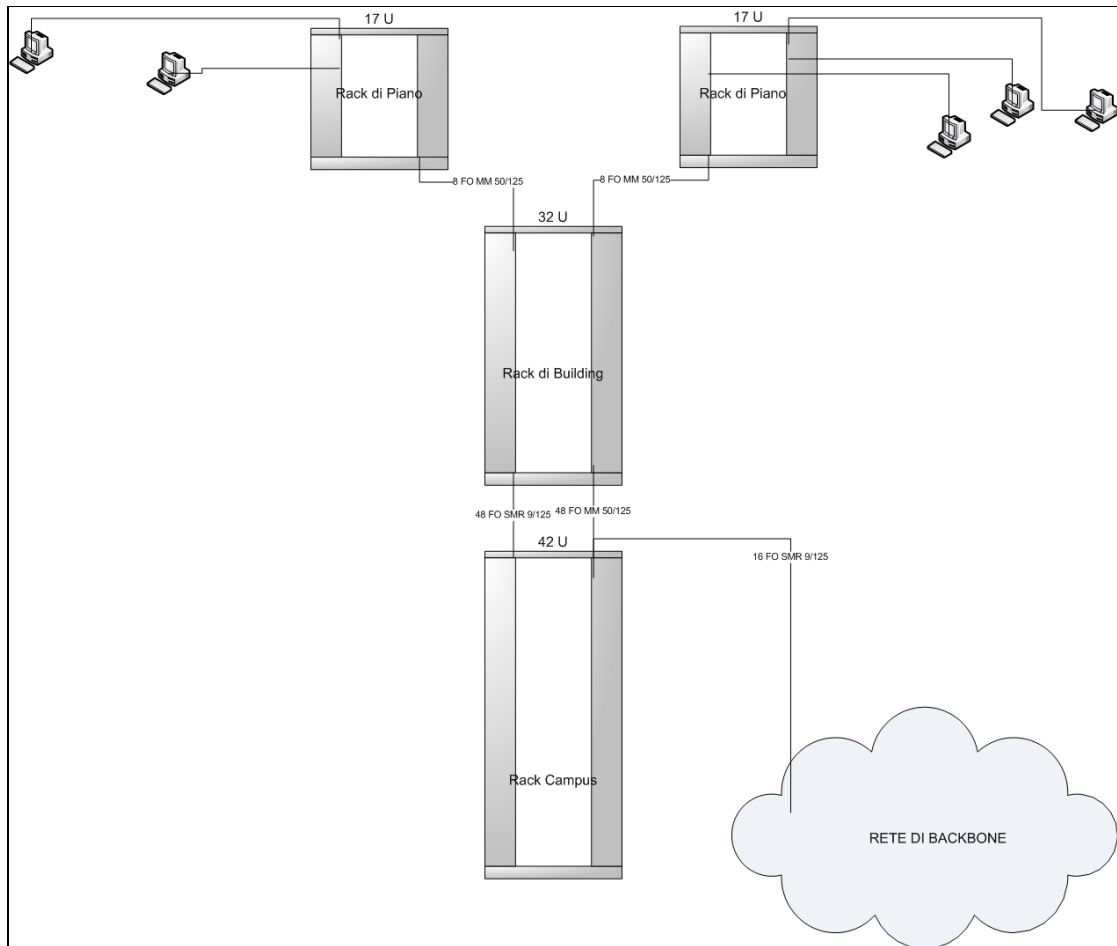 17 U
17 U
Rack di Piano
Rack di Piano
8 FO MM 50/125
8 FO MM 50/125
32 U
Rack di Building
48 FO SMR 9/125
48 FO MM 50/125
42 U
16 FO SMR 9/125
Rack Campus
RETE DI BACKBONE